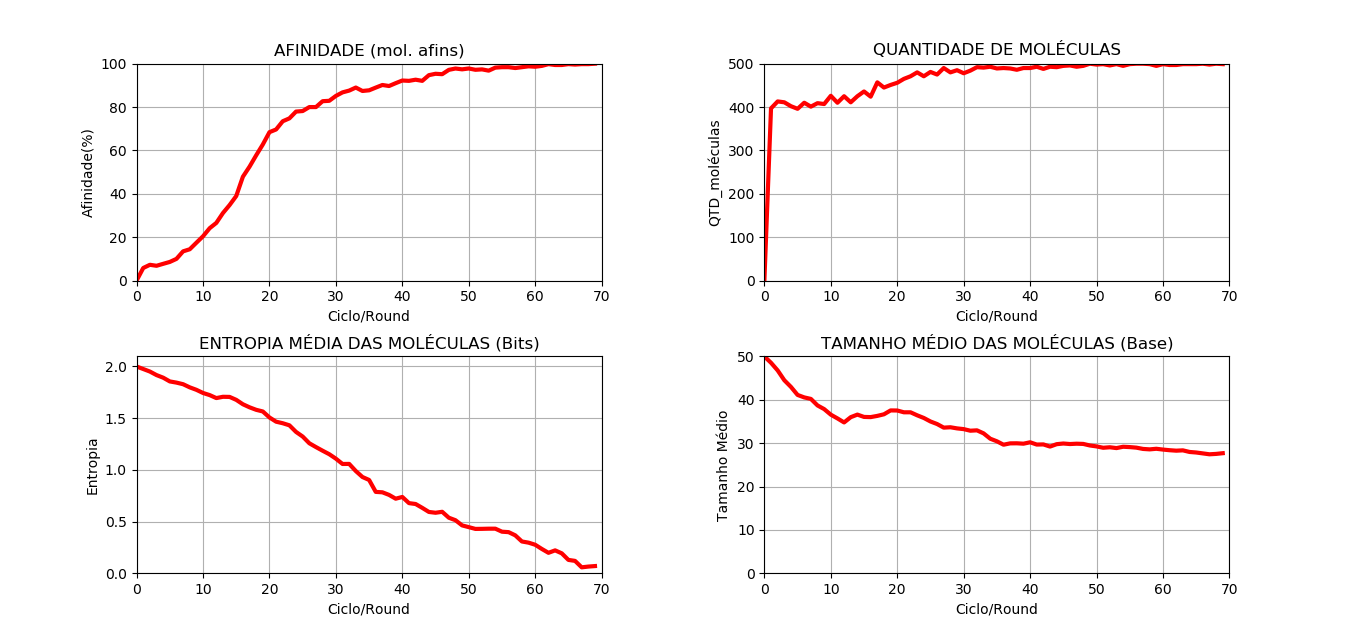 AFINIDADE (mol. afins)
100
80
60
40
20
0
Afinidade(%)
0 10 20 30 40 50 60 70
Ciclo/Round
QUANTIDADE DE MOLÉCULAS
500
400
300
200
100
0
QTD_moléculas
0 10 20 30 40 50 60 70
Ciclo/Round
ENTROPIA MÉDIA DAS MOLÉCULAS (Bits)
2.0
1.5
1.0
0.5
0.0
Entropia
0 10 20 30 40 50 60 70
Ciclo/Round
TAMANHO MÉDIO DAS MOLÉCULAS (Base)
50
40
30
20
10
0
Tamanho Médio
0 10 20 30 40 50 60 70
Ciclo/Round